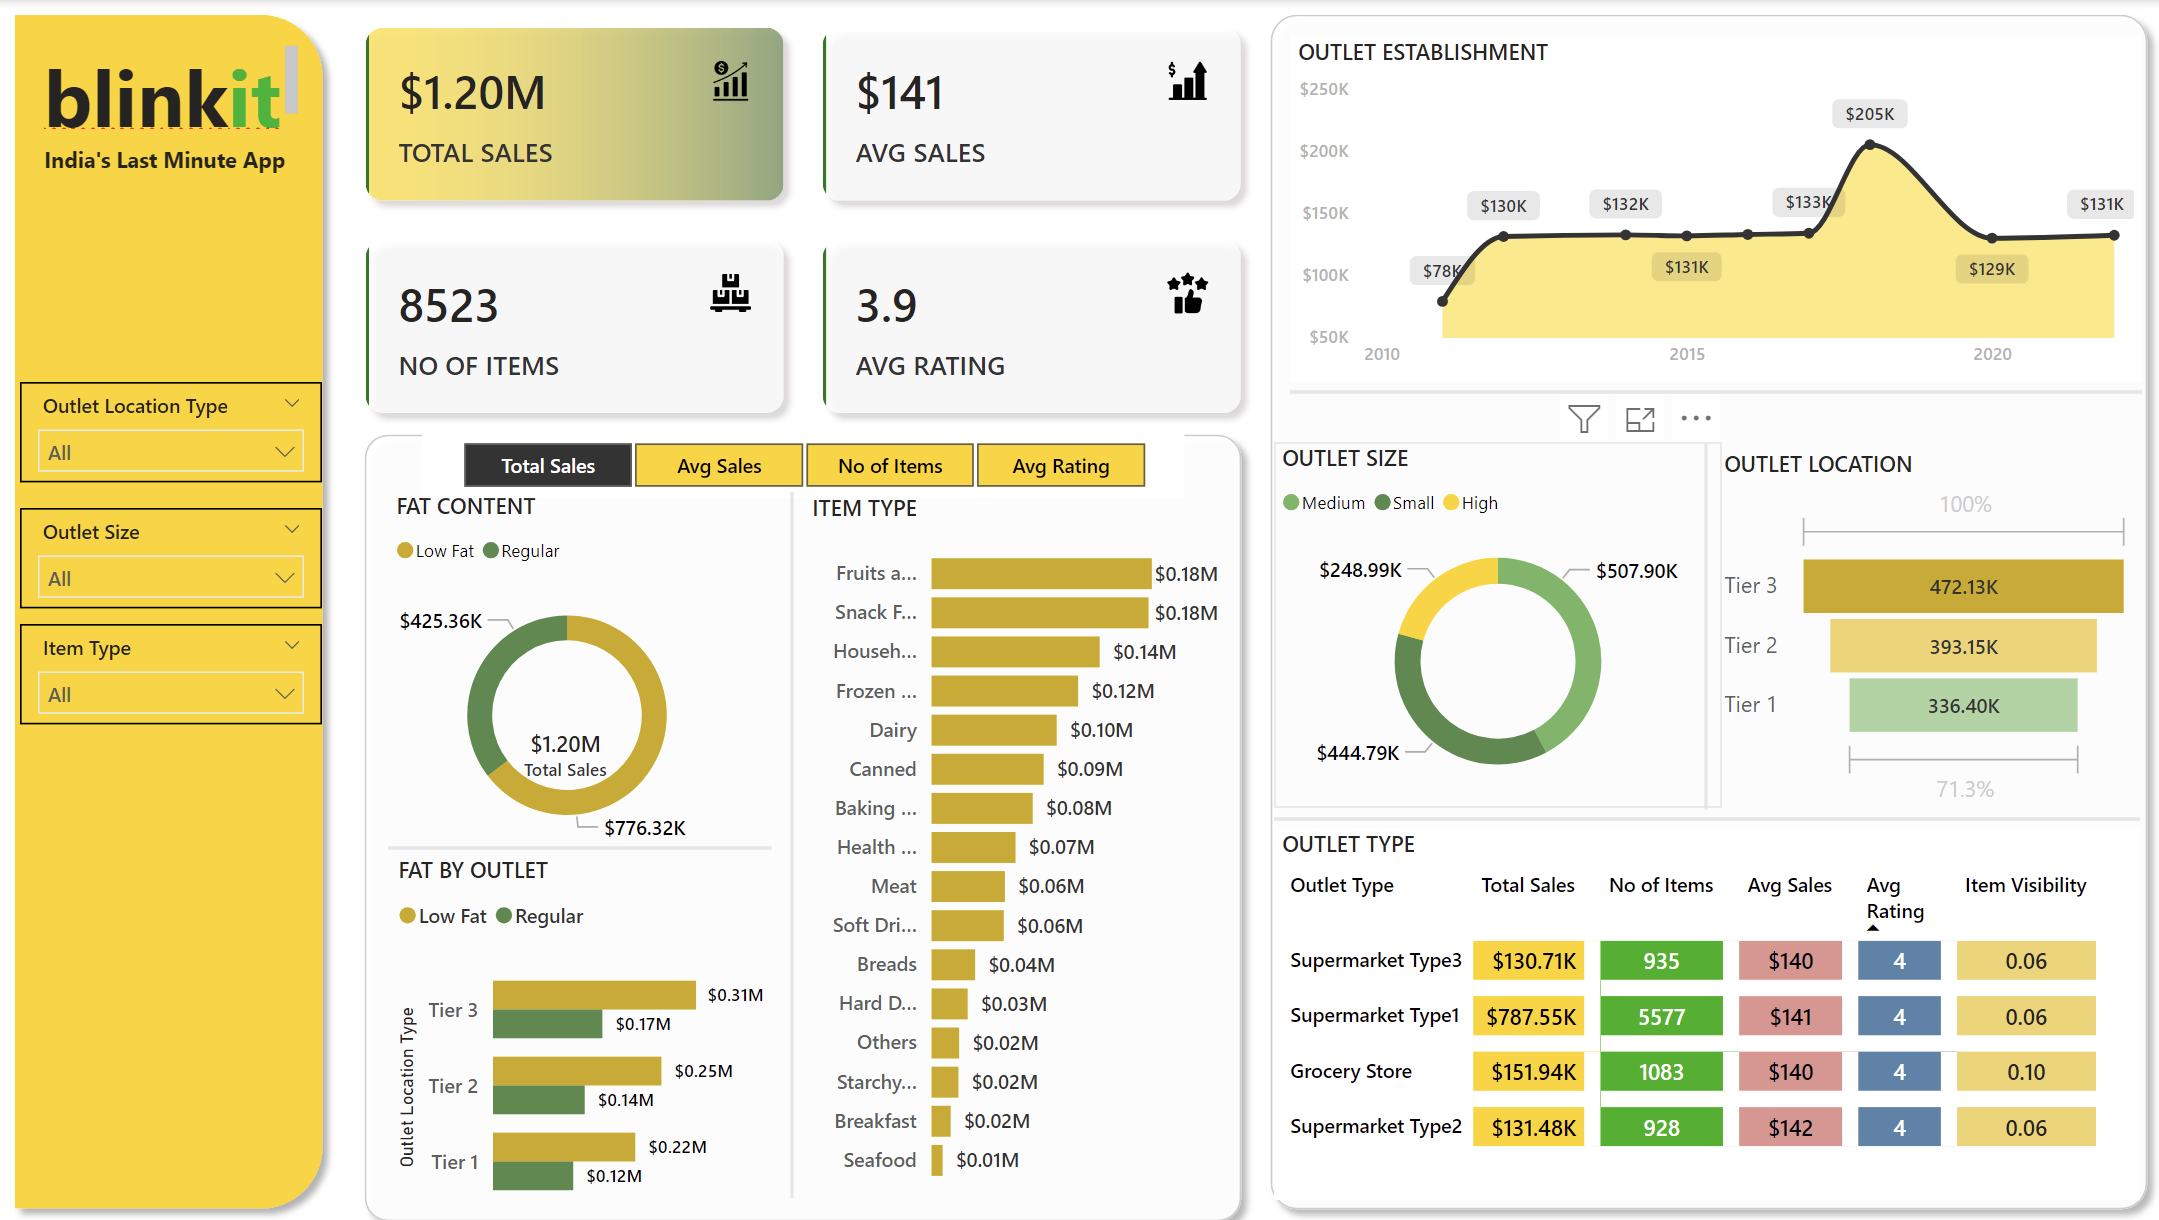 blinkit
India's Last Minute App
Outlet Location Type
All
Outlet Size
All
Item Type
All
$1.20M
TOTAL SALES
$141
AVG SALES
8523
NO OF ITEMS
3.9
AVG RATING
Total Sales Avg Sales No of Items Avg Rating
FAT CONTENT
Low Fat Regular
$425.36K
$1.20M
Total Sales
$776.32K
FAT BY OUTLET
Low Fat Regular
Outlet Location Type
Tier 3 $0.31M
$0.17M
Tier 2 $0.25M
$0.14M
Tier 1 $0.22M
$0.12M
ITEM TYPE
Fruits a... $0.18M
Snack F... $0.18M
Househ... $0.14M
Frozen ... $0.12M
Dairy $0.10M
Canned $0.09M
Baking ... $0.08M
Health ... $0.07M
Meat $0.06M
Soft Dri... $0.06M
Breads $0.04M
Hard D... $0.03M
Others $0.02M
Starchy... $0.02M
Breakfast $0.02M
Seafood $0.01M
OUTLET ESTABLISHMENT
$250K
$200K
$150K
$100K
$50K
$78K
$130K
$132K
$131K
$133K
$205K
$129K
$131K
2010 2015 2020
OUTLET SIZE
Medium Small High
$248.99K
$507.90K
$444.79K
OUTLET LOCATION
100%
Tier 3 472.13K
Tier 2 393.15K
Tier 1 336.40K
71.3%
OUTLET TYPE
Outlet Type Total Sales No of Items Avg Sales Avg Rating Item Visibility
Supermarket Type3 $130.71K 935 $140 4 0.06
Supermarket Type1 $787.55K 5577 $141 4 0.06
Grocery Store $151.94K 1083 $140 4 0.10
Supermarket Type2 $131.48K 928 $142 4 0.06